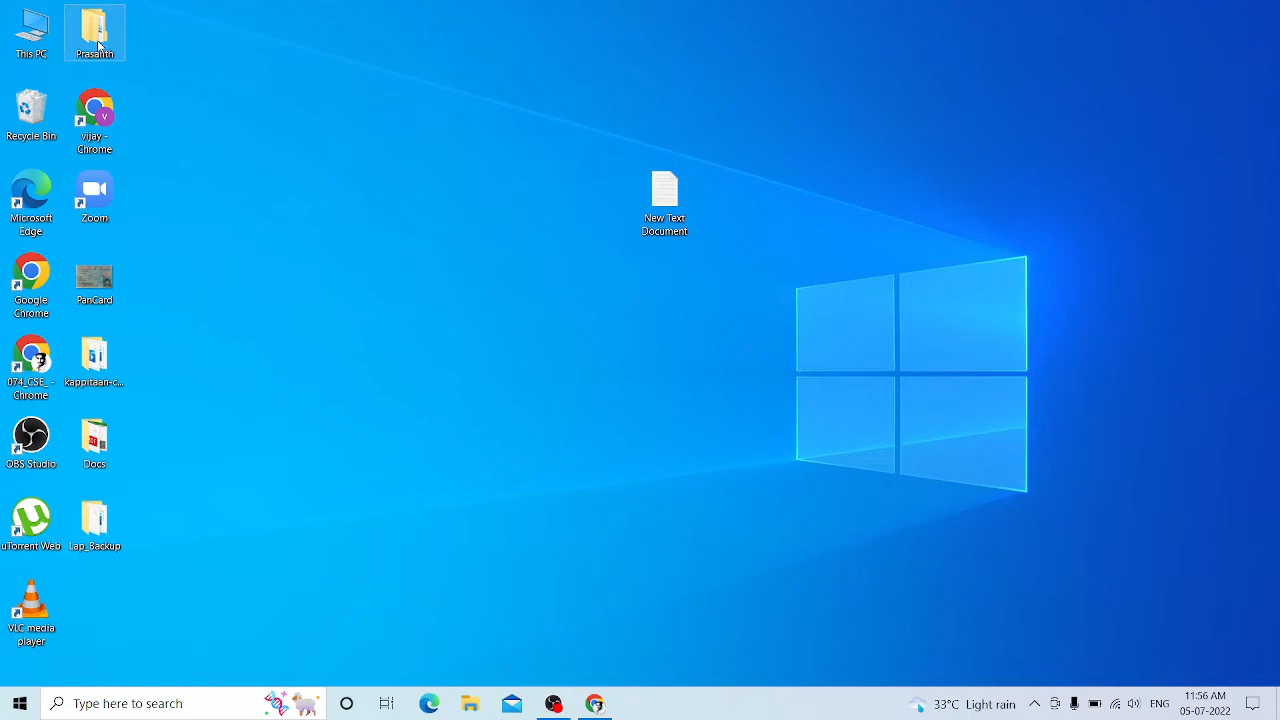 This PC
Prasanth
Recycle Bin
vijay -
Chrome
Microsoft
Edge
Zoom
Google
Chrome
PanCard
074_CSE_ -
Chrome
kappitaan-c...
OBS Studio
Docs
uTorrent Web
Lap_Backup
VLC media
player
New Text
Document
Type here to search
33°C Light rain
ENG
11:56 AM
05-07-2022